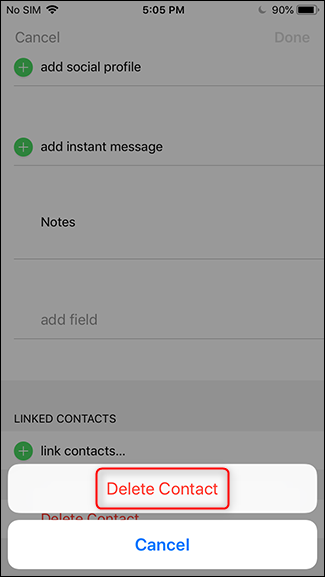 No SIM 5:05 PM 90%
Cancel Done
add social profile
add instant message
Notes
add field
LINKED CONTACTS
link contacts...
Delete Contact
Delete Contact
Cancel